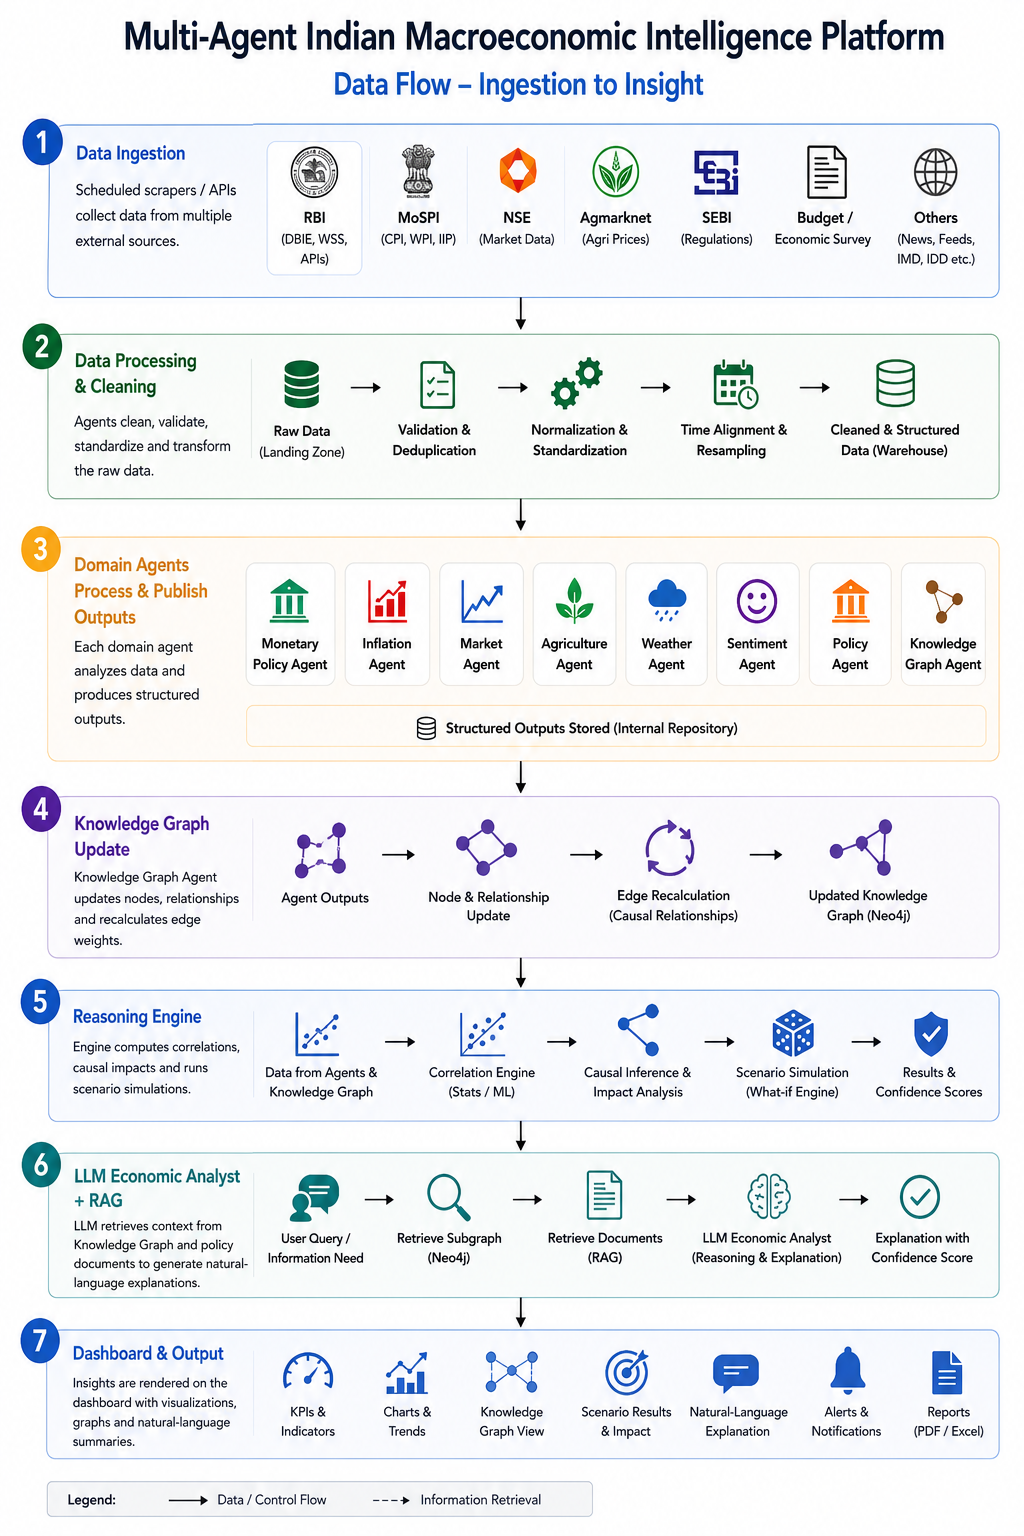 Multi-Agent Indian Macroeconomic Intelligence Platform
Data Flow – Ingestion to Insight
1
Data Ingestion
Scheduled scrapers / APIs
collect data from multiple
external sources.
RBI
(DBIE, WSS,
APIs)
MoSPI
(CPI, WPI, IIP)
NSE
(Market Data)
Agmarknet
(Agri Prices)
SEBI
(Regulations)
Budget /
Economic Survey
Others
(News, Feeds,
IMD, IDD etc.)
2
Data Processing
& Cleaning
Agents clean, validate,
standardize and transform
the raw data.
Raw Data
(Landing Zone)
Validation &
Deduplication
Normalization &
Standardization
Time Alignment &
Resampling
Cleaned & Structured
Data (Warehouse)
3
Domain Agents
Process & Publish
Outputs
Each domain agent
analyzes data and
produces structured
outputs.
Monetary
Policy Agent
Inflation
Agent
Market
Agent
Agriculture
Agent
Weather
Agent
Sentiment
Agent
Policy
Agent
Knowledge
Graph Agent
Structured Outputs Stored (Internal Repository)
4
Knowledge Graph
Update
Knowledge Graph Agent
updates nodes, relationships
and recalculates edge
weights.
Agent Outputs
Node & Relationship
Update
Edge Recalculation
(Causal Relationships)
Updated Knowledge
Graph (Neo4j)
5
Reasoning Engine
Engine computes correlations,
causal impacts and runs
scenario simulations.
Data from Agents &
Knowledge Graph
Correlation Engine
(Stats / ML)
Causal Inference &
Impact Analysis
Scenario Simulation
(What-if Engine)
Results &
Confidence Scores
6
LLM Economic Analyst
+ RAG
LLM retrieves context from
Knowledge Graph and policy
documents to generate natural-
language explanations.
User Query /
Information Need
Retrieve Subgraph
(Neo4j)
Retrieve Documents
(RAG)
LLM Economic Analyst
(Reasoning & Explanation)
Explanation with
Confidence Score
7
Dashboard & Output
Insights are rendered on the
dashboard with visualizations,
graphs and natural-language
summaries.
KPIs &
Indicators
Charts &
Trends
Knowledge
Graph View
Scenario Results
& Impact
Natural-Language
Explanation
Alerts &
Notifications
Reports
(PDF / Excel)
Legend:
Data / Control Flow
Information Retrieval